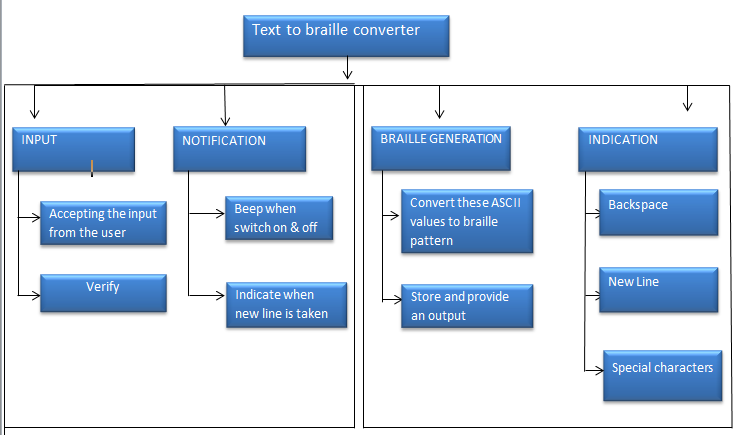 Text to braille converter
INPUT
Accepting the input
from the user
Verify
NOTIFICATION
Beep when
switch on & off
Indicate when
new line is taken
BRAILLE GENERATION
Convert these ASCII
values to braille
pattern
Store and provide
an output
INDICATION
Backspace
New Line
Special characters